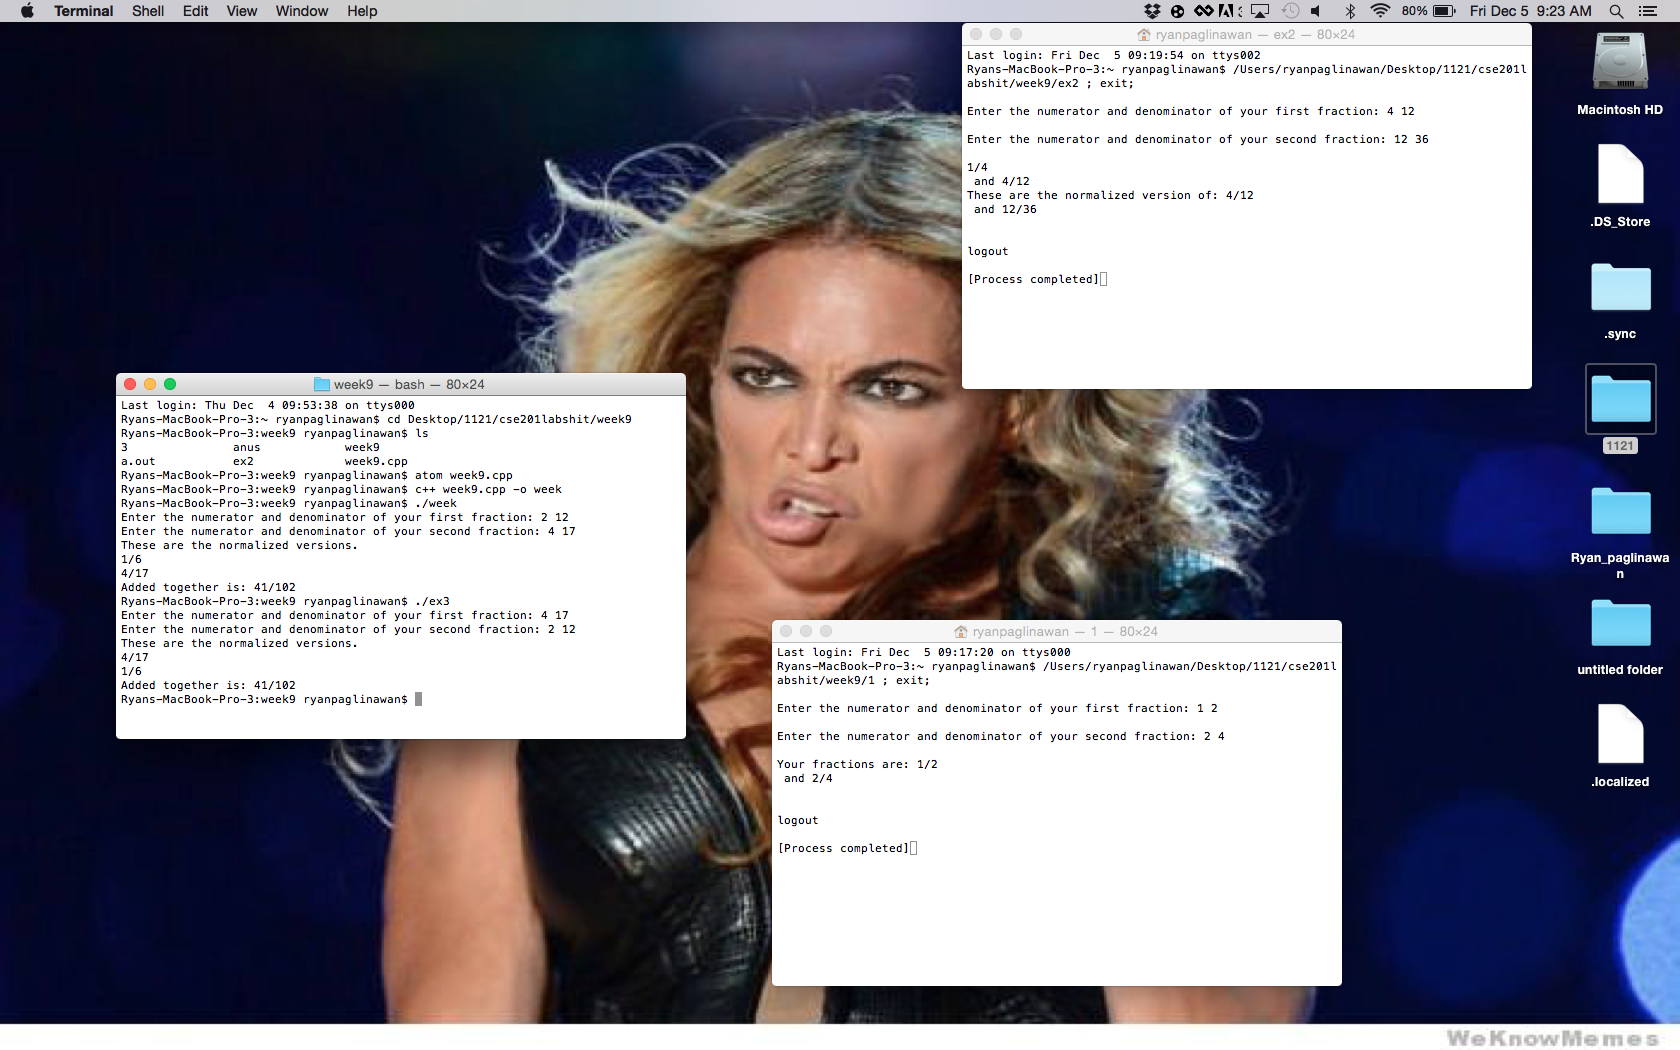 Terminal Shell Edit View Window Help
80% Fri Dec 5 9:23 AM
ryanpaglinawan — ex2 — 80×24
Last login: Fri Dec  5 09:19:54 on ttys002
Ryans-MacBook-Pro-3:~ ryanpaglinawan$ /Users/ryanpaglinawan/Desktop/1121/cse201l
abshit/week9/ex2 ; exit;
Enter the numerator and denominator of your first fraction: 4 12
Enter the numerator and denominator of your second fraction: 12 36
1/4
 and 4/12
These are the normalized version of: 4/12
 and 12/36
logout
[Process completed]
week9 — bash — 80×24
Last login: Thu Dec  4 09:53:38 on ttys000
Ryans-MacBook-Pro-3:~ ryanpaglinawan$ cd Desktop/1121/cse201labshit/week9
Ryans-MacBook-Pro-3:week9 ryanpaglinawan$ ls
3 anus week9
a.out ex2 week9.cpp
Ryans-MacBook-Pro-3:week9 ryanpaglinawan$ atom week9.cpp
Ryans-MacBook-Pro-3:week9 ryanpaglinawan$ c++ week9.cpp -o week
Ryans-MacBook-Pro-3:week9 ryanpaglinawan$ ./week
Enter the numerator and denominator of your first fraction: 2 12
Enter the numerator and denominator of your second fraction: 4 17
These are the normalized versions.
1/6
4/17
Added together is: 41/102
Ryans-MacBook-Pro-3:week9 ryanpaglinawan$ ./ex3
Enter the numerator and denominator of your first fraction: 4 17
Enter the numerator and denominator of your second fraction: 2 12
These are the normalized versions.
4/17
1/6
Added together is: 41/102
Ryans-MacBook-Pro-3:week9 ryanpaglinawan$
ryanpaglinawan — 1 — 80×24
Last login: Fri Dec  5 09:17:20 on ttys000
Ryans-MacBook-Pro-3:~ ryanpaglinawan$ /Users/ryanpaglinawan/Desktop/1121/cse201l
abshit/week9/1 ; exit;
Enter the numerator and denominator of your first fraction: 1 2
Enter the numerator and denominator of your second fraction: 2 4
Your fractions are: 1/2
 and 2/4
logout
[Process completed]
Macintosh HD
.DS_Store
.sync
1121
Ryan_paglinawa
n
untitled folder
.localized
WeKnowMemes